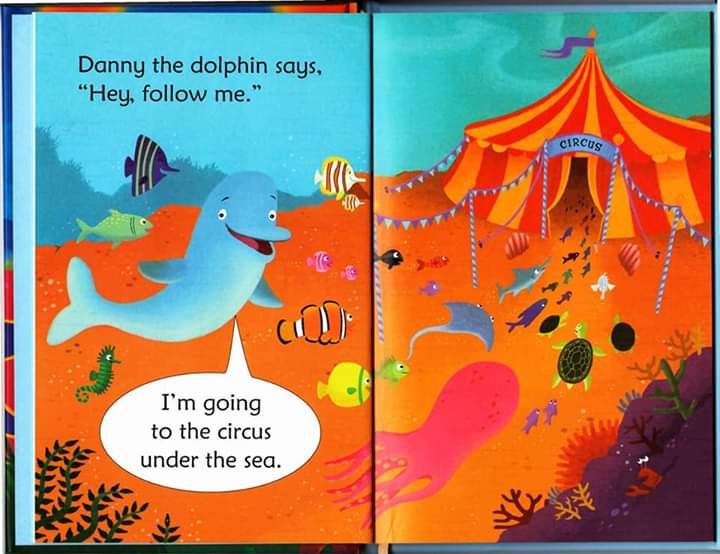 Danny the dolphin says,
“Hey, follow me.”
CIRCUS
I'm going
to the circus
under the sea.